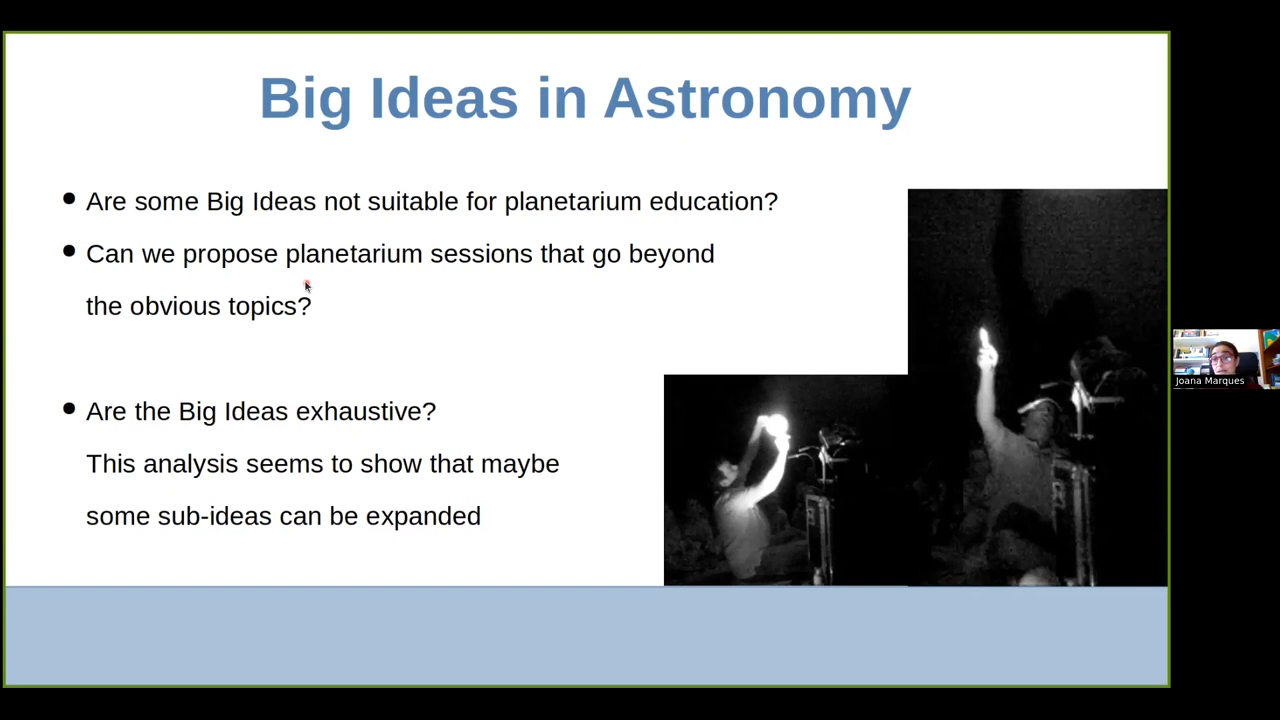 Big Ideas in Astronomy
Are some Big Ideas not suitable for planetarium education?
Can we propose planetarium sessions that go beyond
the obvious topics?
Are the Big Ideas exhaustive?
This analysis seems to show that maybe
some sub-ideas can be expanded
Joana Marques